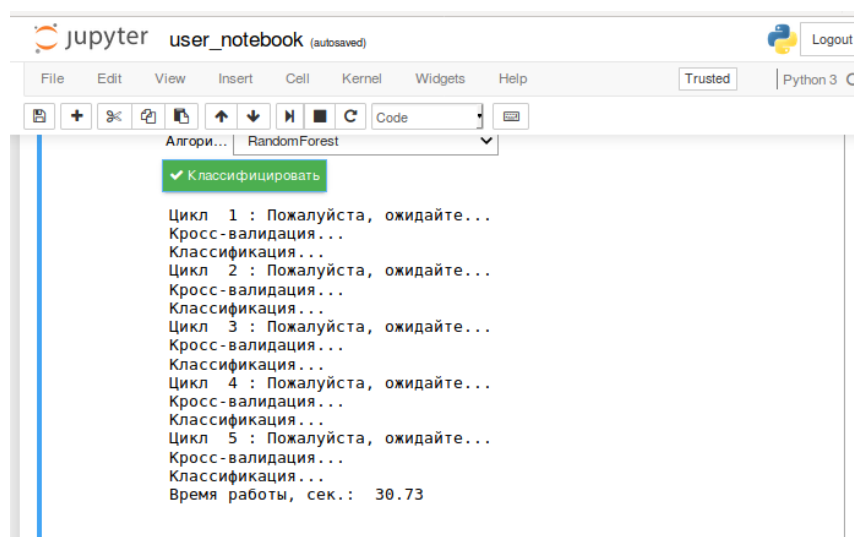 jupyter user_notebook (autosaved) Logout
File Edit View Insert Cell Kernel Widgets Help Trusted Python 3
Code
Алгори... RandomForest
Классифицировать
Цикл 1 : Пожалуйста, ожидайте...
Кросс-валидация...
Классификация...
Цикл 2 : Пожалуйста, ожидайте...
Кросс-валидация...
Классификация...
Цикл 3 : Пожалуйста, ожидайте...
Кросс-валидация...
Классификация...
Цикл 4 : Пожалуйста, ожидайте...
Кросс-валидация...
Классификация...
Цикл 5 : Пожалуйста, ожидайте...
Кросс-валидация...
Классификация...
Время работы, сек.: 30.73